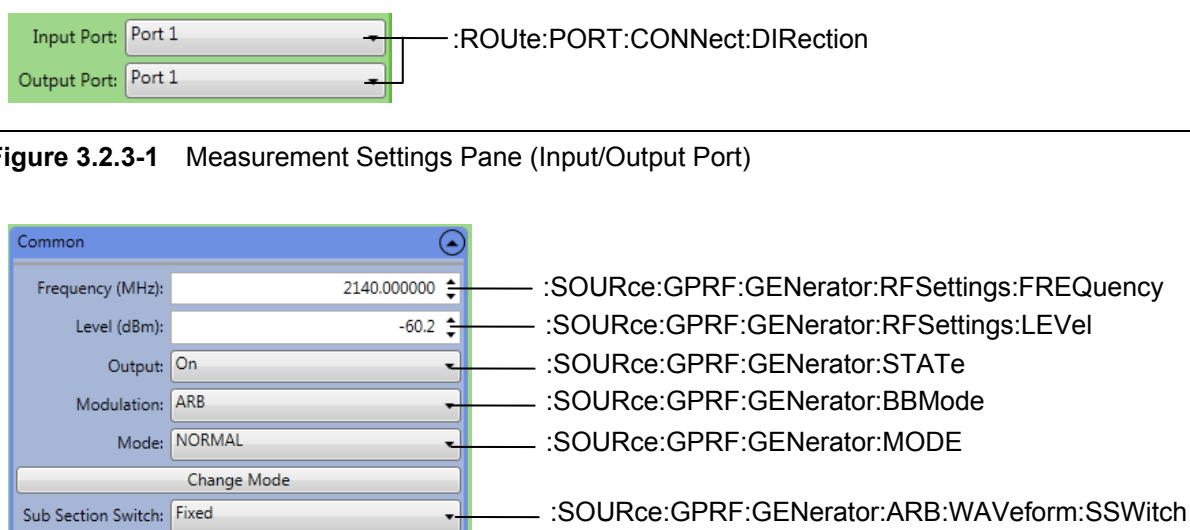 Input Port: Port 1 :ROUte:PORT:CONNect:DIRection
Output Port: Port 1
Figure 3.2.3-1 Measurement Settings Pane (Input/Output Port)
Common
Frequency (MHz): 2140.000000 :SOURce:GPRF:GENerator:RFSettings:FREQuency
Level (dBm): -60.2 :SOURce:GPRF:GENerator:RFSettings:LEVel
Output: On :SOURce:GPRF:GENerator:STATe
Modulation: ARB :SOURce:GPRF:GENerator:BBMode
Mode: NORMAL :SOURce:GPRF:GENerator:MODE
Change Mode
Sub Section Switch: Fixed :SOURce:GPRF:GENerator:ARB:WAVeform:SSWitch